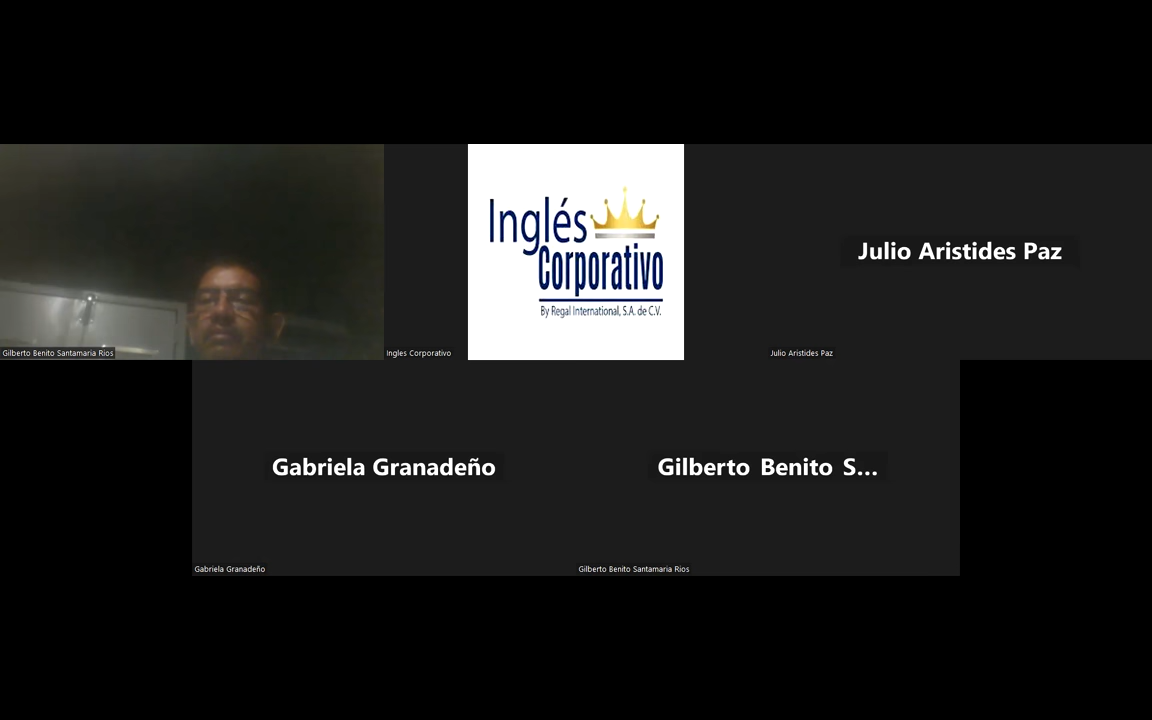 Inglés
Corporativo
By Regal International, S.A. de C.V.
Julio Aristides Paz
Gilberto Benito Santamaria Rios
Ingles Corporativo
Julio Aristides Paz
Gabriela Granadeño
Gilberto Benito S...
Gabriela Granadeño
Gilberto Benito Santamaria Rios